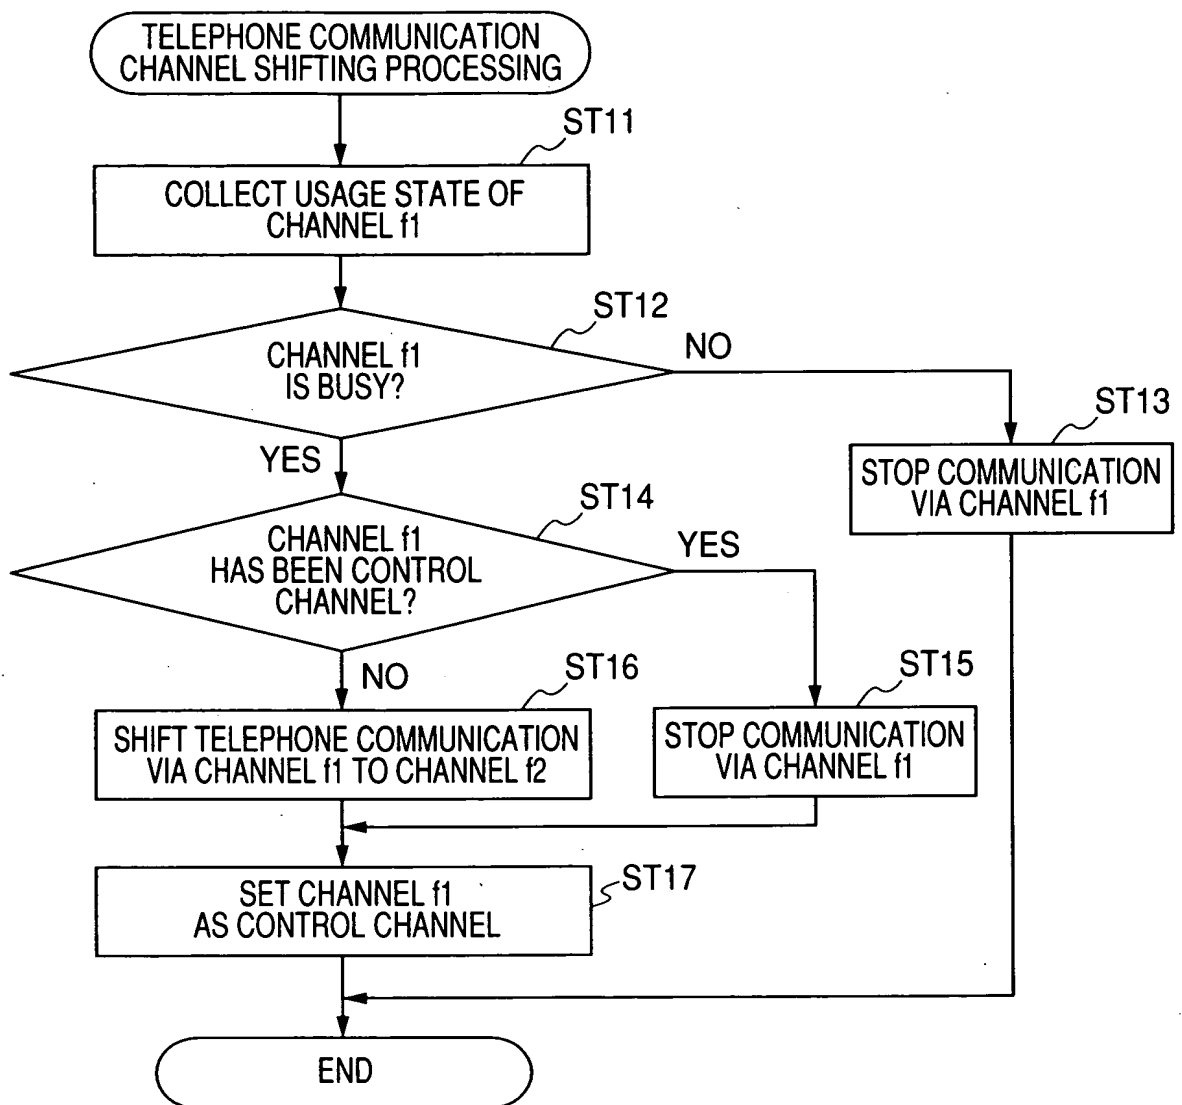 TELEPHONE COMMUNICATION
CHANNEL SHIFTING PROCESSING
ST11
COLLECT USAGE STATE OF
CHANNEL f1
ST12
CHANNEL f1
IS BUSY?
NO
YES
ST13
STOP COMMUNICATION
VIA CHANNEL f1
ST14
CHANNEL f1
HAS BEEN CONTROL
CHANNEL?
YES
NO
ST16
SHIFT TELEPHONE COMMUNICATION
VIA CHANNEL f1 TO CHANNEL f2
ST15
STOP COMMUNICATION
VIA CHANNEL f1
ST17
SET CHANNEL f1
AS CONTROL CHANNEL
END